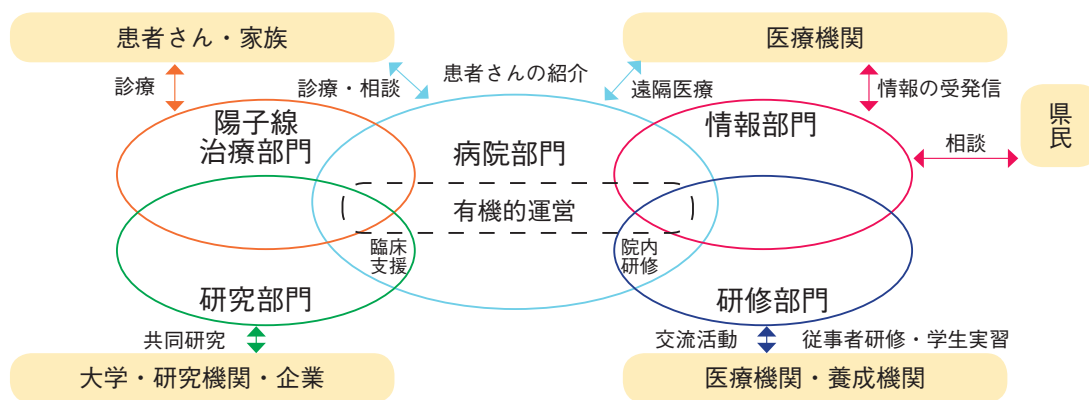 患者さん・家族
医療機関
診療
診療・相談
患者さんの紹介
遠隔医療
情報の受発信
県民
陽子線
治療部門
病院部門
情報部門
相談
有機的運営
臨床
支援
院内
研修
研究部門
研修部門
共同研究
交流活動
従事者研修・学生実習
大学・研究機関・企業
医療機関・養成機関